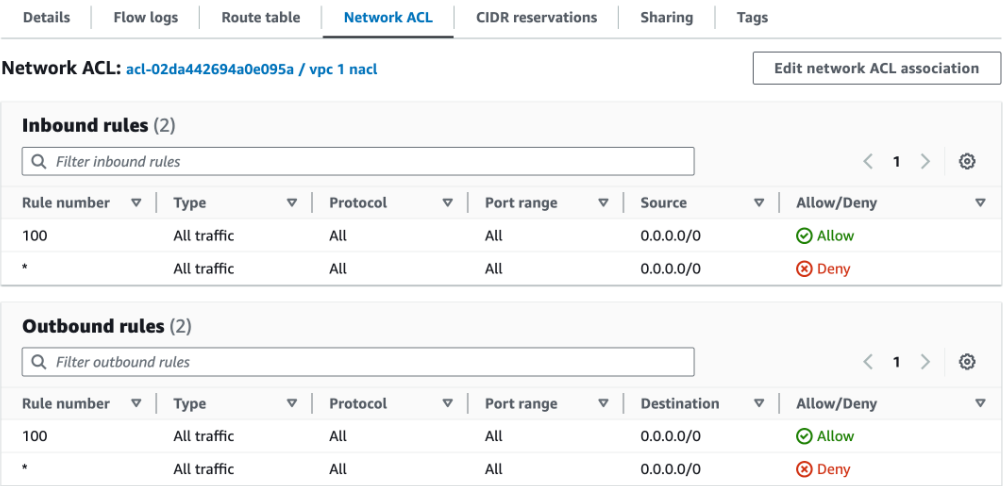 Details Flow logs Route table Network ACL CIDR reservations Sharing Tags
Network ACL: acl-02da442694a0e095a / vpc 1 nacl Edit network ACL association
Inbound rules (2)
Filter inbound rules 1
Rule number Type Protocol Port range Source Allow/Deny
100 All traffic All All 0.0.0.0/0 Allow
* All traffic All All 0.0.0.0/0 Deny
Outbound rules (2)
Filter outbound rules 1
Rule number Type Protocol Port range Destination Allow/Deny
100 All traffic All All 0.0.0.0/0 Allow
* All traffic All All 0.0.0.0/0 Deny